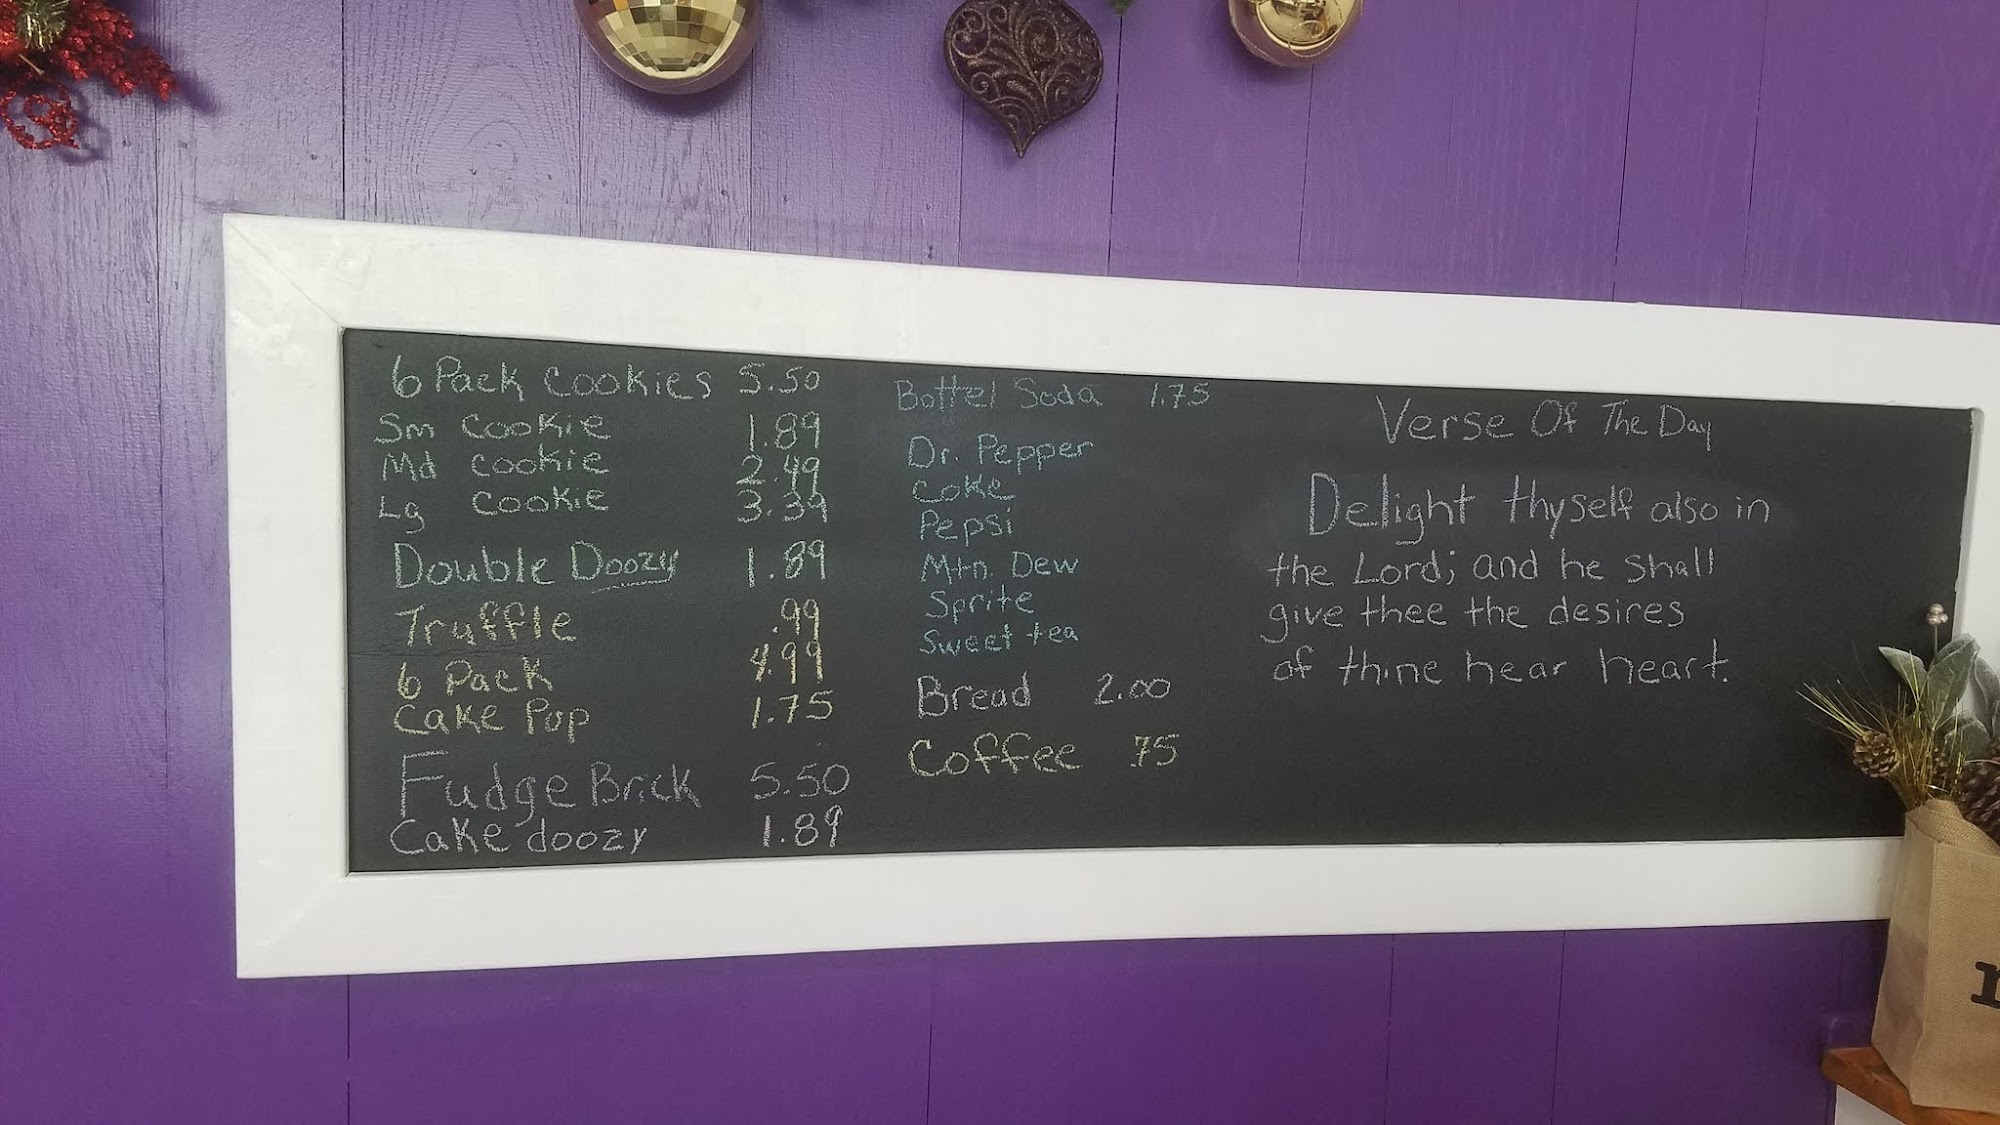 6 Pack Cookies 5.50
Sm Cookie 1.89
Md Cookie 2.49
Lg Cookie 3.39
Double Doozy 1.89
Truffle .99
6 Pack 4.99
Cake Pop 1.75
Fudge Brick 5.50
Cake doozy 1.89
Bottel Soda 1.75
Dr. Pepper
Coke
Pepsi
Mtn. Dew
Sprite
Sweet tea
Bread 2.00
Coffee .75
Verse Of The Day
Delight thyself also in
the Lord; and he shall
give thee the desires
of thine hear heart.